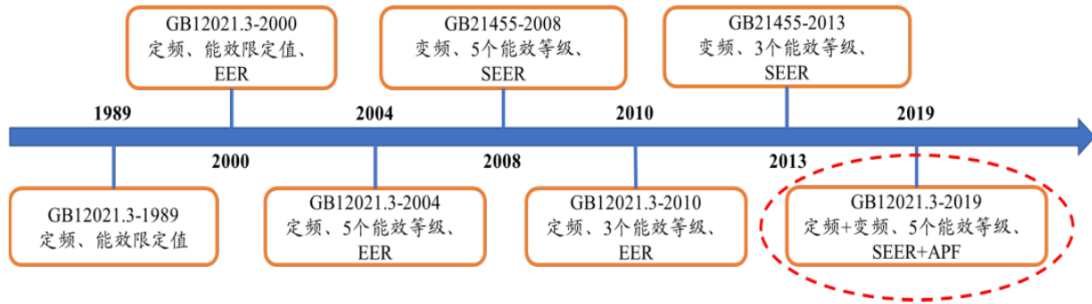 GB12021.3-2000
定频、能效限定值、
EER
GB21455-2008
变频、5个能效等级、
SEER
GB21455-2013
变频、3个能效等级、
SEER
1989
2004
2010
2019
2000
2008
2013
GB12021.3-1989
定频、能效限定值
GB12021.3-2004
定频、5个能效等级、
EER
GB12021.3-2010
定频、3个能效等级、
EER
GB12021.3-2019
定频+变频、5个能效等级、
SEER+APF